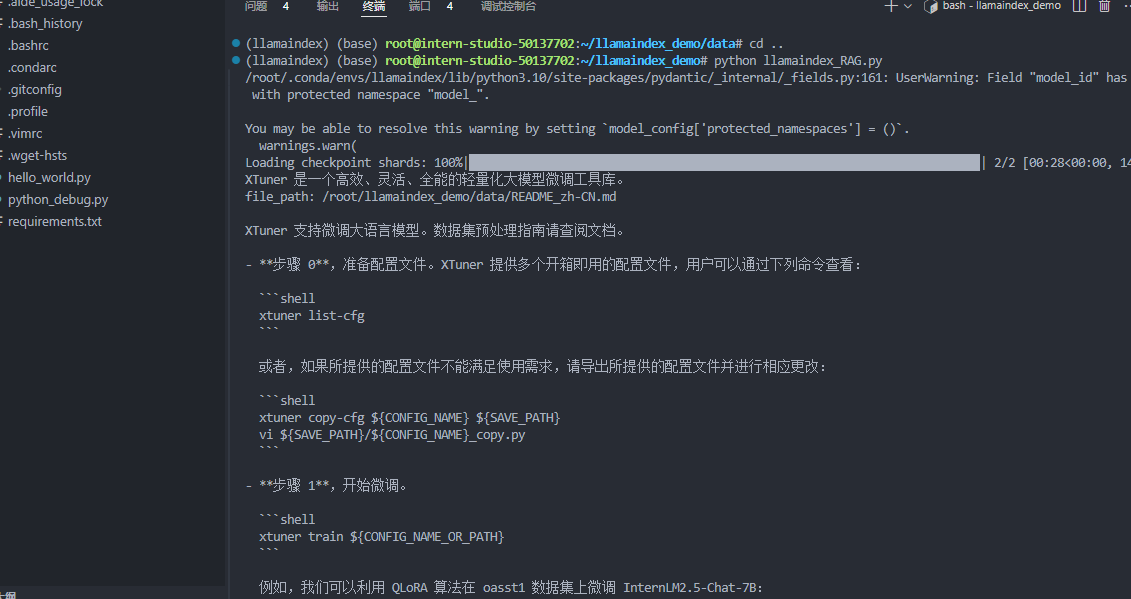 .aide_usage_lock
.bash_history
.bashrc
.condarc
.gitconfig
.profile
.vimrc
.wget-hsts
hello_world.py
python_debug.py
requirements.txt
大纲
问题 4 输出 终端 端口 4 调试控制台
bash - llamaindex_demo
(llamaindex) (base) root@intern-studio-50137702:~/llamaindex_demo/data# cd ..
(llamaindex) (base) root@intern-studio-50137702:~/llamaindex_demo# python llamaindex_RAG.py
/root/.conda/envs/llamaindex/lib/python3.10/site-packages/pydantic/_internal/_fields.py:161: UserWarning: Field "model_id" has
with protected namespace "model_".
You may be able to resolve this warning by setting `model_config['protected_namespaces'] = ()`.
warnings.warn(
Loading checkpoint shards: 100%| | 2/2 [00:28<00:00, 14
XTuner 是一个高效、灵活、全能的轻量化大模型微调工具库。
file_path: /root/llamaindex_demo/data/README_zh-CN.md
XTuner 支持微调大语言模型。数据集预处理指南请查阅文档。
- **步骤 0**，准备配置文件。XTuner 提供多个开箱即用的配置文件，用户可以通过下列命令查看：
```shell
xtuner list-cfg
```
或者，如果所提供的配置文件不能满足使用需求，请导出所提供的配置文件并进行相应更改：
```shell
xtuner copy-cfg ${CONFIG_NAME} ${SAVE_PATH}
vi ${SAVE_PATH}/${CONFIG_NAME}_copy.py
```
- **步骤 1**，开始微调。
```shell
xtuner train ${CONFIG_NAME_OR_PATH}
```
例如，我们可以利用 QLoRA 算法在 oasst1 数据集上微调 InternLM2.5-Chat-7B：